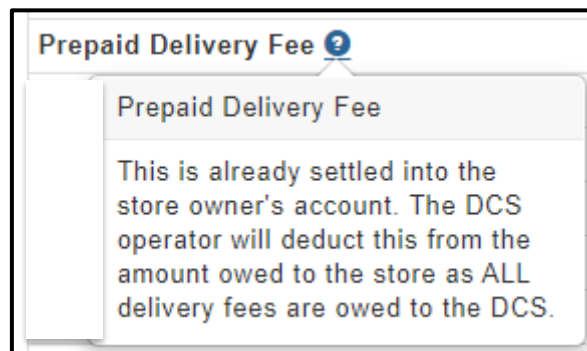 Prepaid Delivery Fee ?
Prepaid Delivery Fee
This is already settled into the
store owner's account. The DCS
operator will deduct this from the
amount owed to the store as ALL
delivery fees are owed to the DCS.